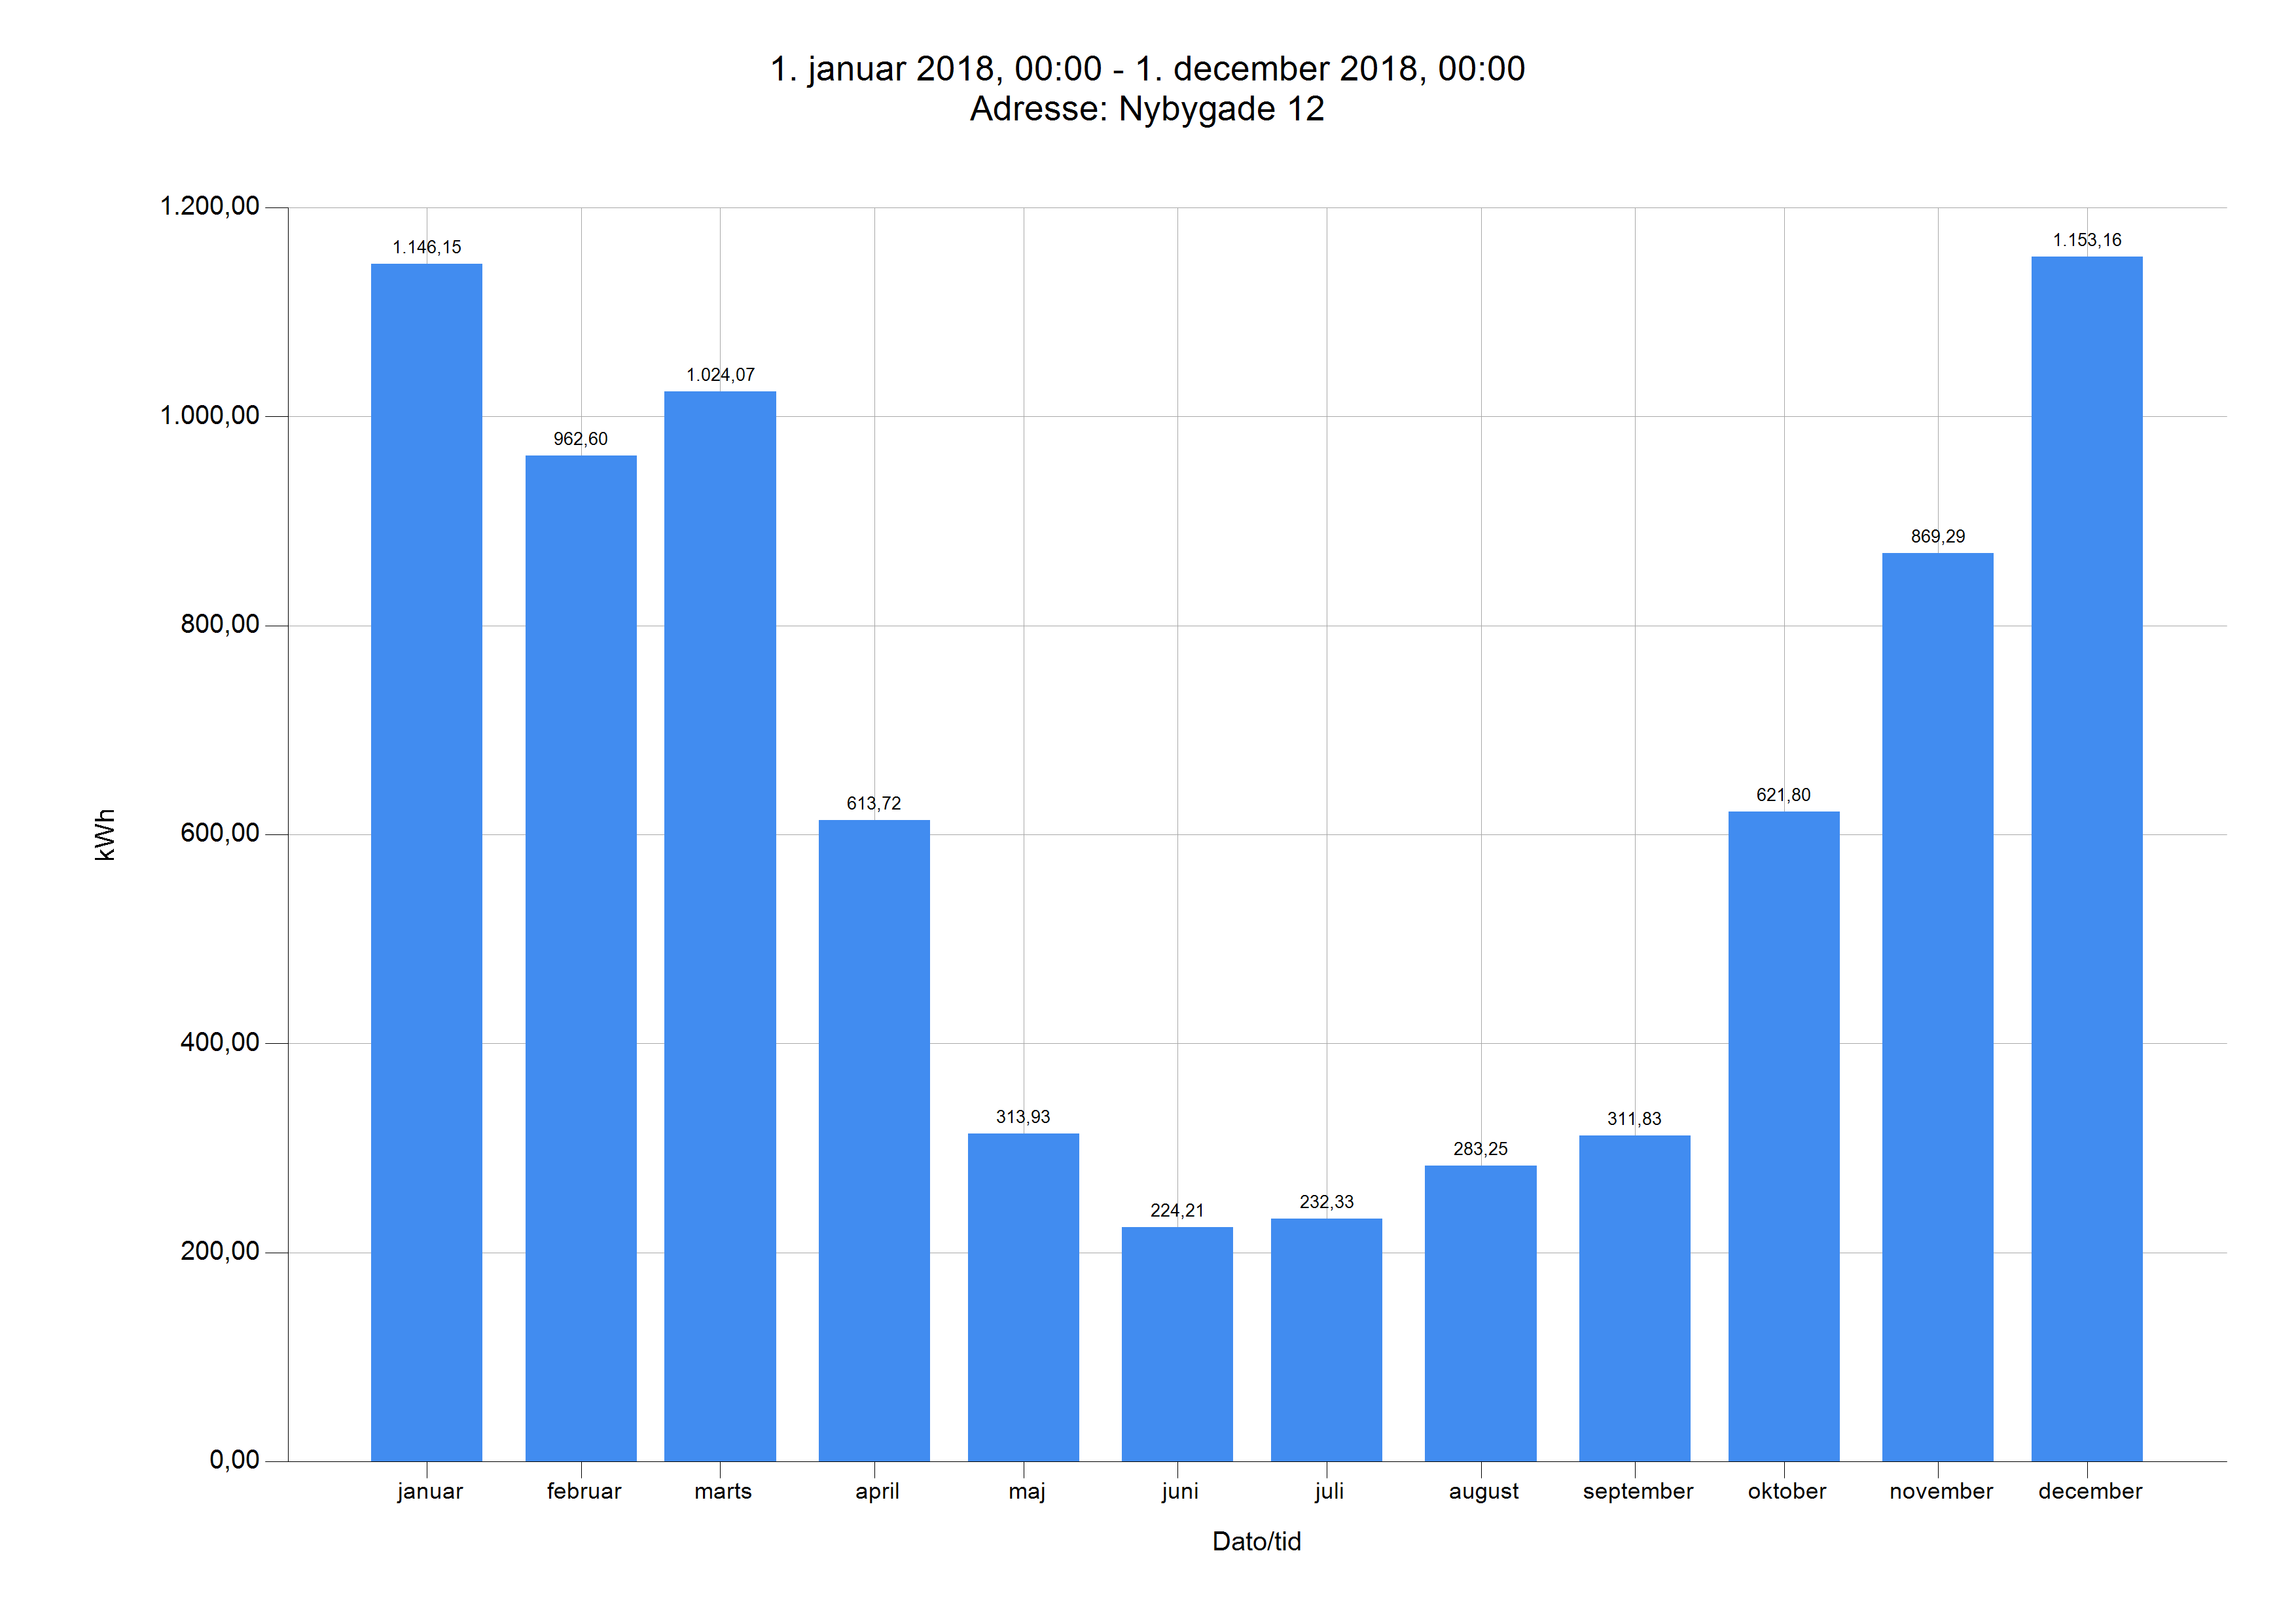 1. januar 2018, 00:00 - 1. december 2018, 00:00
Adresse: Nybygade 12
1.200,00
1.000,00
800,00
600,00
400,00
200,00
0,00
kWh
1.146,15
962,60
1.024,07
613,72
313,93
224,21
232,33
283,25
311,83
621,80
869,29
1.153,16
januar
februar
marts
april
maj
juni
juli
august
september
oktober
november
december
Dato/tid